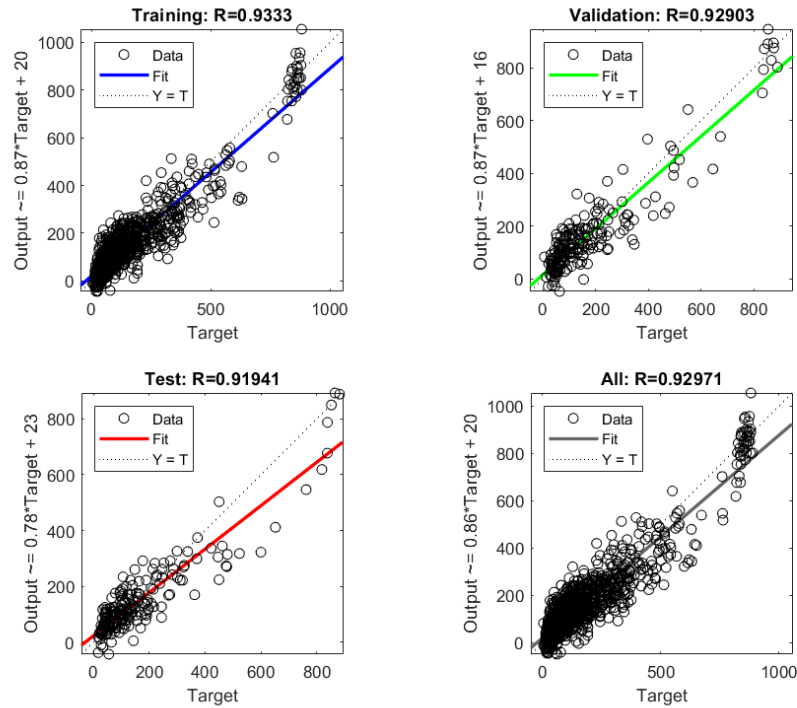 Training: R=0.9333
Output ~= 0.87*Target + 20
1000
800
600
400
200
0
Data
Fit
Y = T
0 500 1000
Target
Validation: R=0.92903
Output ~= 0.87*Target + 16
800
600
400
200
0
Data
Fit
Y = T
0 200 400 600 800
Target
Test: R=0.91941
Output ~= 0.78*Target + 23
800
600
400
200
0
Data
Fit
Y = T
0 200 400 600 800
Target
All: R=0.92971
Output ~= 0.86*Target + 20
1000
800
600
400
200
0
Data
Fit
Y = T
0 500 1000
Target